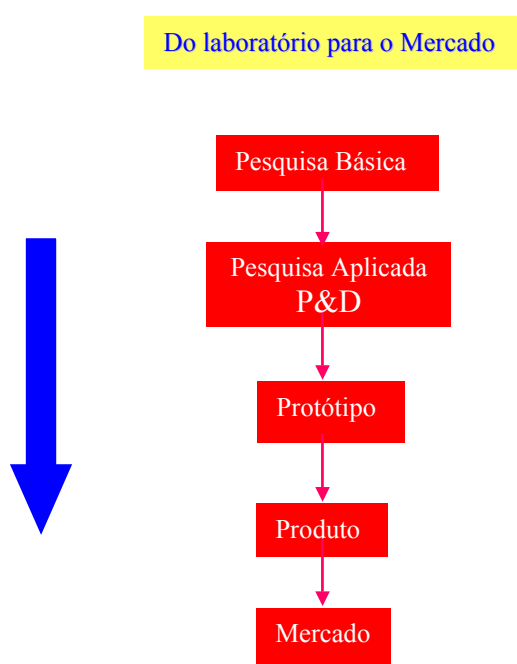 Do laboratório para o Mercado
Pesquisa Básica
Pesquisa Aplicada
P&D
Protótipo
Produto
Mercado